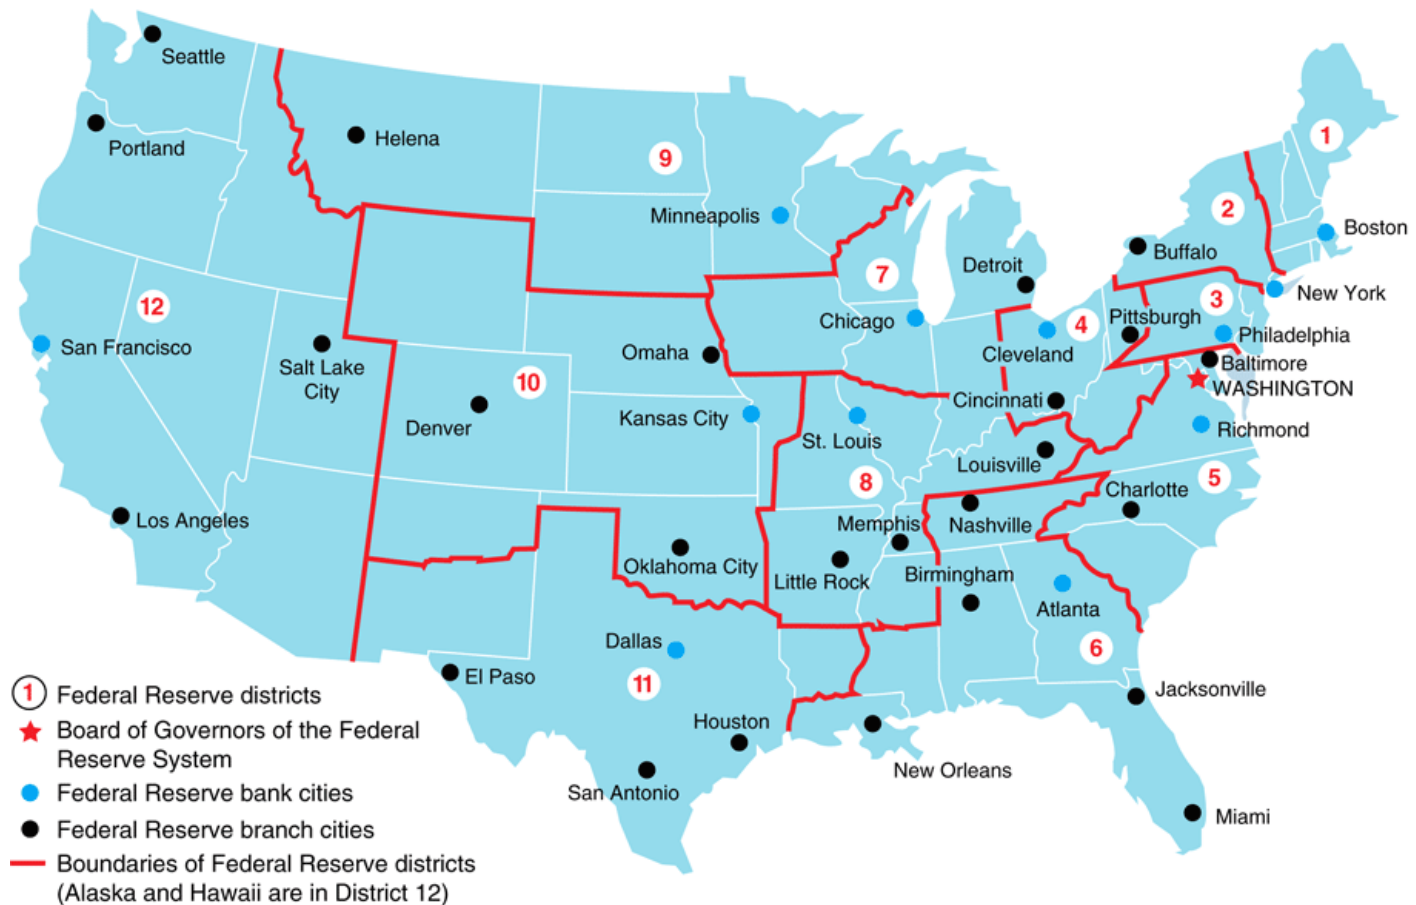 Seattle
Portland
Helena
9
1
Minneapolis
2
Boston
Buffalo
Detroit
7
12
3
New York
Chicago
4
Pittsburgh
Philadelphia
San Francisco
Omaha
Cleveland
Baltimore
Salt Lake
City
10
WASHINGTON
Cincinnati
Denver
Kansas City
St. Louis
Richmond
Louisville
8
5
Charlotte
Los Angeles
Memphis
Nashville
Oklahoma City
Little Rock
Birmingham
Atlanta
Dallas
6
El Paso
11
Jacksonville
Houston
New Orleans
San Antonio
Miami
1 Federal Reserve districts
Board of Governors of the Federal
Reserve System
Federal Reserve bank cities
Federal Reserve branch cities
Boundaries of Federal Reserve districts
(Alaska and Hawaii are in District 12)